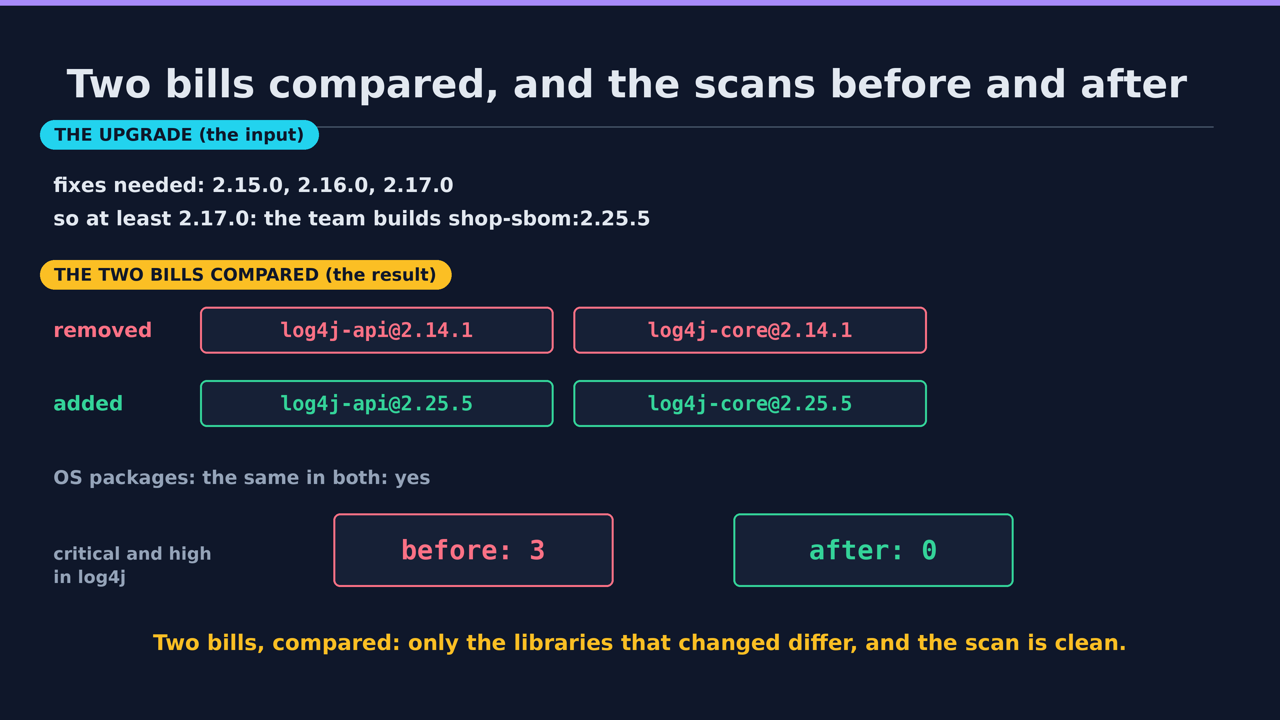 Two bills compared, and the scans before and after
THE UPGRADE (the input)
fixes needed: 2.15.0, 2.16.0, 2.17.0
so at least 2.17.0: the team builds shop-sbom:2.25.5
THE TWO BILLS COMPARED (the result)
removed log4j-api@2.14.1 log4j-core@2.14.1
added log4j-api@2.25.5 log4j-core@2.25.5
OS packages: the same in both: yes
critical and high
in log4j
before: 3 after: 0
Two bills, compared: only the libraries that changed differ, and the scan is clean.